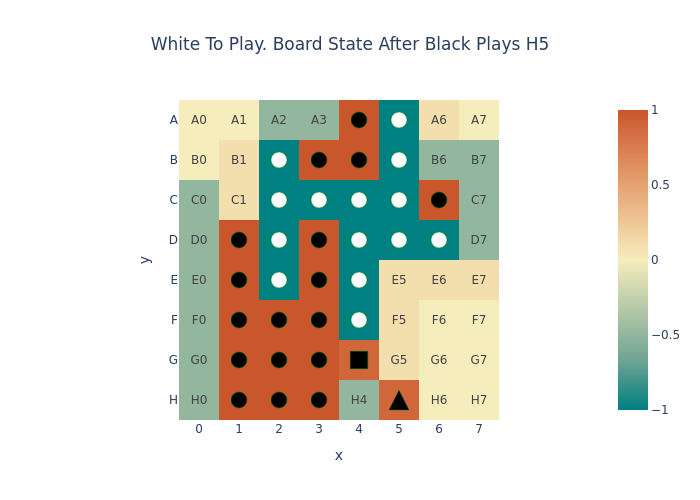 White To Play. Board State After Black Plays H5
A A0 A1 A2 A3 A6 A7
B B0 B1 B6 B7
C C0 C1 C7
D D0 D7
E E0 E5 E6 E7
F F0 F5 F6 F7
G G0 G5 G6 G7
H H0 H4 H6 H7
0 1 2 3 4 5 6 7
x
y
1
0.5
0
−0.5
−1